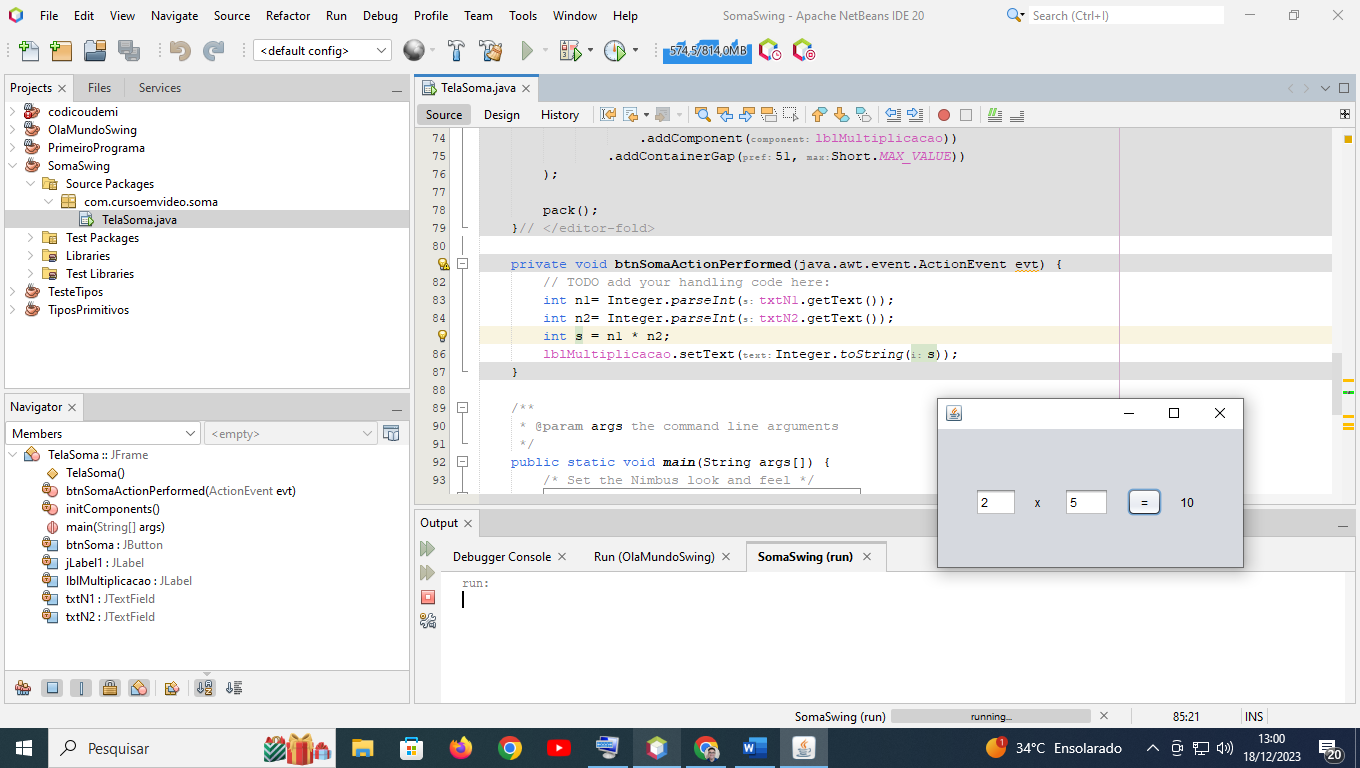 File Edit View Navigate Source Refactor Run Debug Profile Team Tools Window Help
SomaSwing - Apache NetBeans IDE 20
Search (Ctrl+I)
<default config>
574,5/814,0MB
Projects Files Services
codicoudemi
OlaMundoSwing
PrimeiroPrograma
SomaSwing
Source Packages
com.cursoemvideo.soma
TelaSoma.java
Test Packages
Libraries
Test Libraries
TesteTipos
TiposPrimitivos
Navigator
Members
<empty>
TelaSoma :: JFrame
TelaSoma()
btnSomaActionPerformed(ActionEvent evt)
initComponents()
main(String[] args)
btnSoma : JButton
jLabel1 : JLabel
lblMultiplicacao : JLabel
txtN1 : JTextField
txtN2 : JTextField
TelaSoma.java
Source Design History
74 .addComponent(component: lblMultiplicacao))
75 .addContainerGap(pref: 51, max: Short.MAX_VALUE))
76 );
77
78 pack();
79 }// </editor-fold>
80
private void btnSomaActionPerformed(java.awt.event.ActionEvent evt) {
82 // TODO add your handling code here:
83 int n1= Integer.parseInt(s: txtN1.getText());
84 int n2= Integer.parseInt(s: txtN2.getText());
int s = n1 * n2;
86 lblMultiplicacao.setText(text: Integer.toString(i: s));
87 }
88
89 /**
90 * @param args the command line arguments
91 */
92 public static void main(String args[]) {
93 /* Set the Nimbus look and feel */
2 x 5 = 10
Output
Debugger Console Run (OlaMundoSwing) SomaSwing (run)
run:
SomaSwing (run) running... 85:21 INS
Pesquisar
34°C Ensolarado
13:00
18/12/2023
20